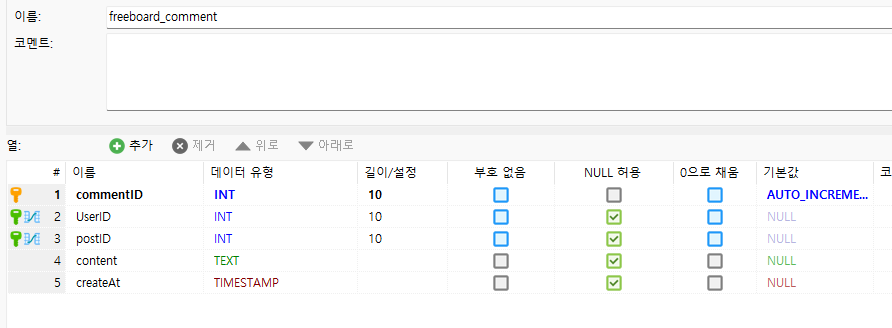 이름: freeboard_comment
코멘트:
열: 추가 제거 위로 아래로
# 이름 데이터 유형 길이/설정 부호 없음 NULL 허용 0으로 채움 기본값 코
1 commentID INT 10 AUTO_INCREME...
2 UserID INT 10 NULL
3 postID INT 10 NULL
4 content TEXT NULL
5 createAt TIMESTAMP NULL